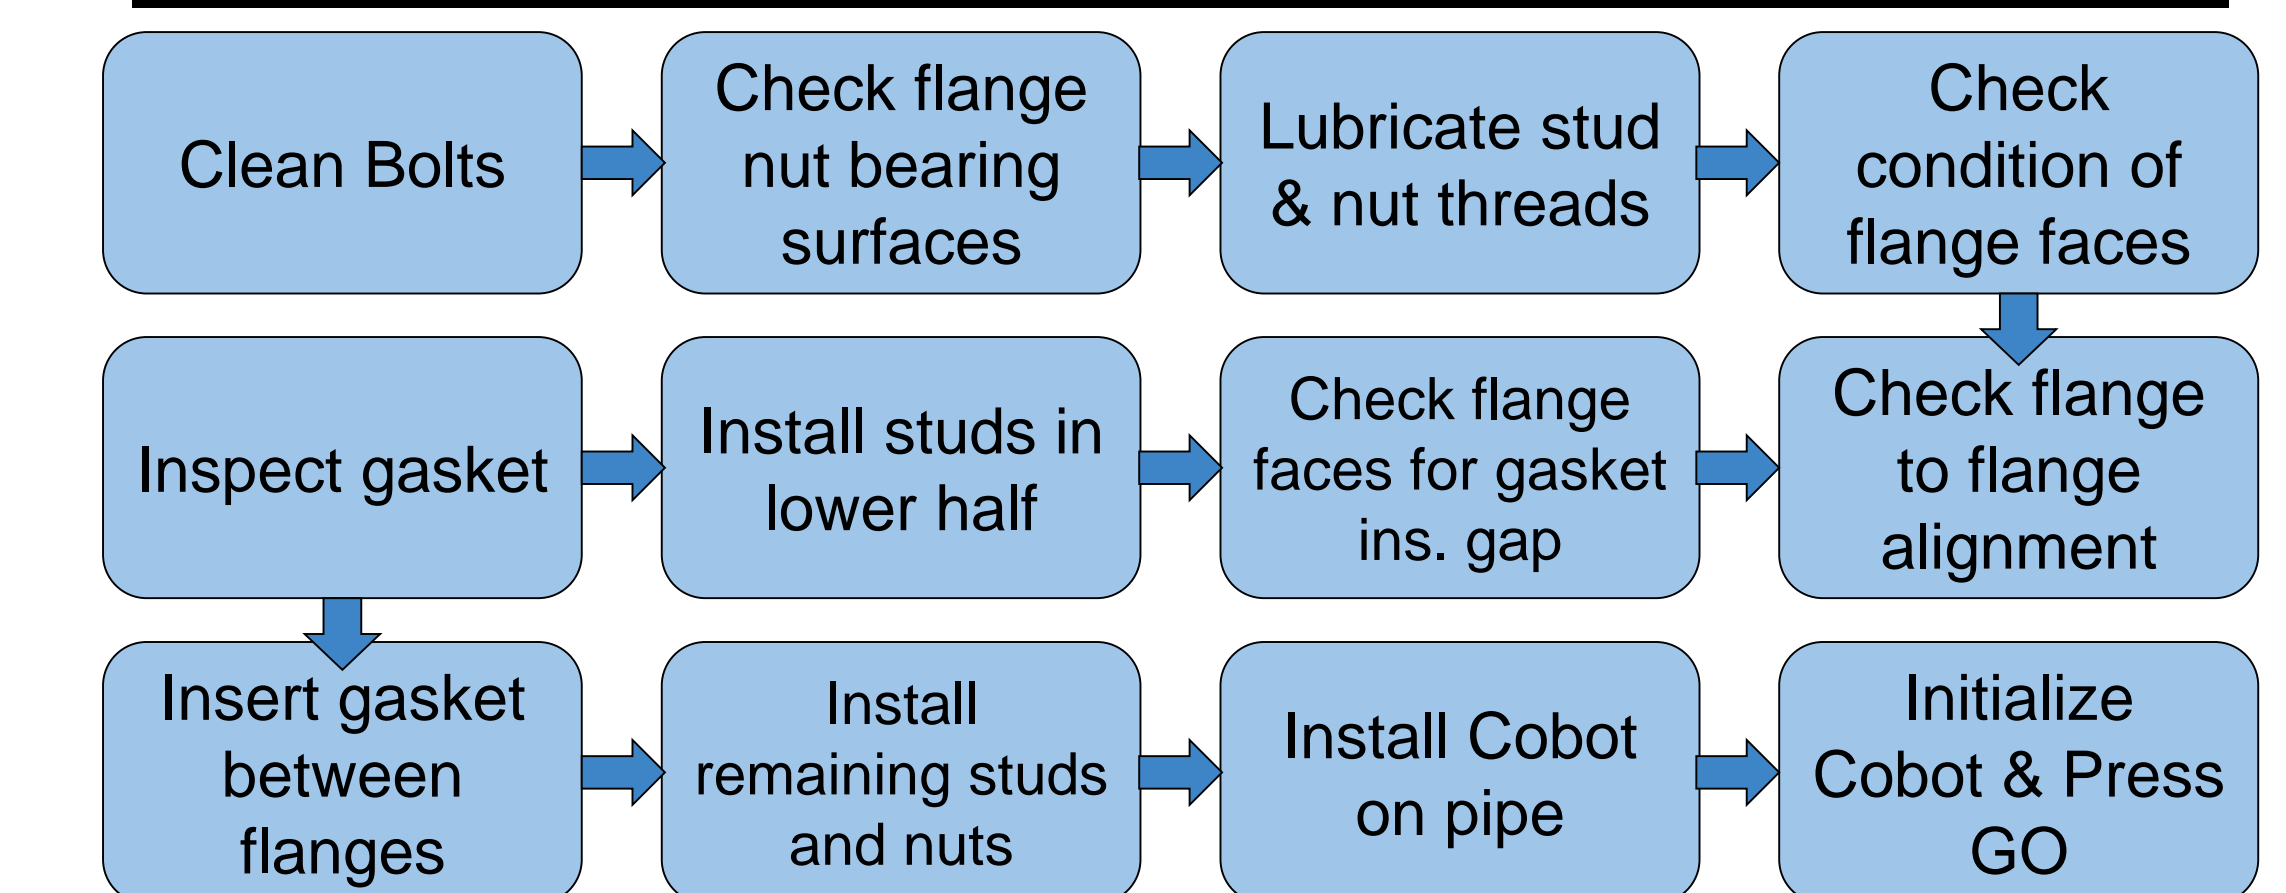 Clean Bolts
Check flange
nut bearing
surfaces
Lubricate stud
& nut threads
Check
condition of
flange faces
Inspect gasket
Install studs in
lower half
Check flange
faces for gasket
ins. gap
Check flange
to flange
alignment
Insert gasket
between
flanges
Install
remaining studs
and nuts
Install Cobot
on pipe
Initialize
Cobot & Press
GO